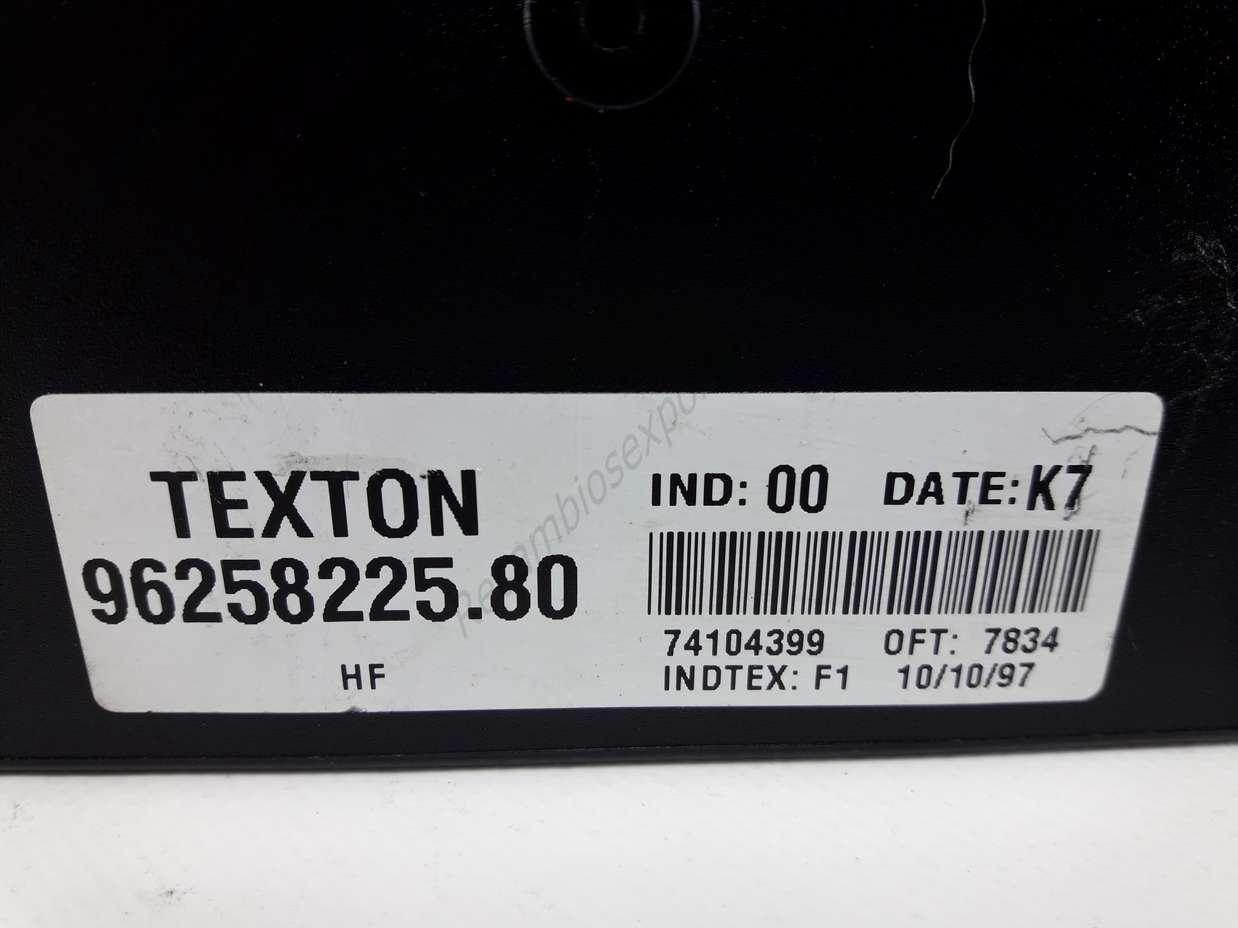 TEXTON
96258225.80
HF
IND: 00 DATE: K7
74104399 OFT: 7834
INDTEX: F1 10/10/97